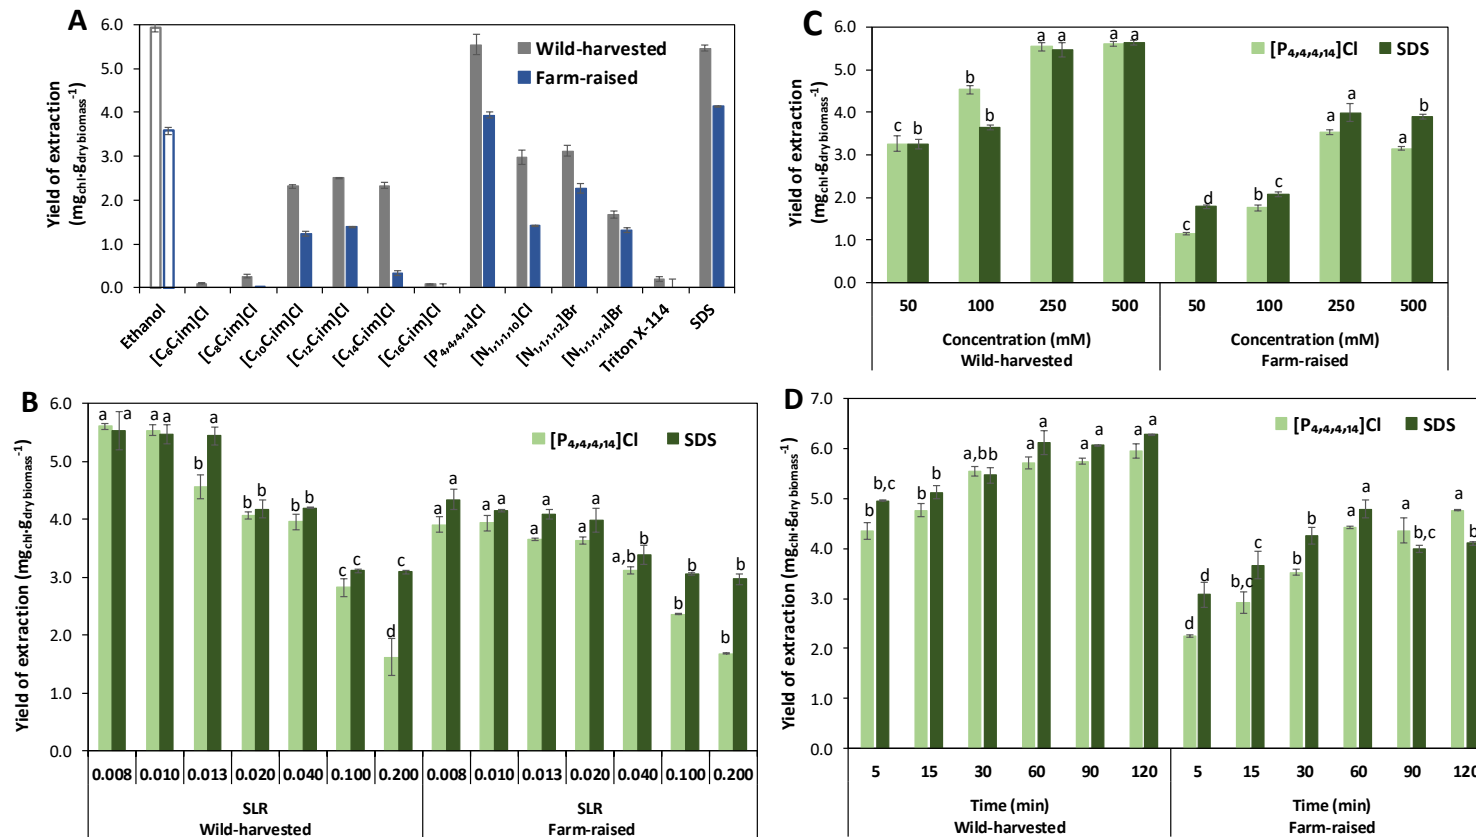 A
Yield of extraction
(mgchl·gdry biomass⁻¹)
6.0
5.0
4.0
3.0
2.0
1.0
0.0
Wild-harvested
Farm-raised
Ethanol
[C₆C₁im]Cl
[C₈C₁im]Cl
[C₁₀C₁im]Cl
[C₁₂C₁im]Cl
[C₁₄C₁im]Cl
[C₁₆C₁im]Cl
[P₄,₄,₄,₁₄]Cl
[N₁,₁,₁,₁₀]Cl
[N₁,₁,₁,₁₂]Br
[N₁,₁,₁,₁₄]Br
Triton X-114
SDS
C
Yield of extraction
(mgchl·gdry biomass⁻¹)
6.0
5.0
4.0
3.0
2.0
1.0
0.0
[P₄,₄,₄,₁₄]Cl SDS
c b b b a a a a
c d b c a a a b
50 100 250 500 50 100 250 500
Concentration (mM) Concentration (mM)
Wild-harvested Farm-raised
B
Yield of extraction (mgchl·gdry biomass⁻¹)
6.0
5.0
4.0
3.0
2.0
1.0
0.0
[P₄,₄,₄,₁₄]Cl SDS
a a a a b a b b b b c c d c
a a a a a a a a a,b b b b b b
0.008 0.010 0.013 0.020 0.040 0.100 0.200 0.008 0.010 0.013 0.020 0.040 0.100 0.200
SLR SLR
Wild-harvested Farm-raised
D
Yield of extraction (mgchl·gdry biomass⁻¹)
7.0
6.0
5.0
4.0
3.0
2.0
1.0
0.0
[P₄,₄,₄,₁₄]Cl SDS
b b,c b b a,b b a a a a a a
d d b,c c b b a a a b,c a b
5 15 30 60 90 120 5 15 30 60 90 120
Time (min) Time (min)
Wild-harvested Farm-raised